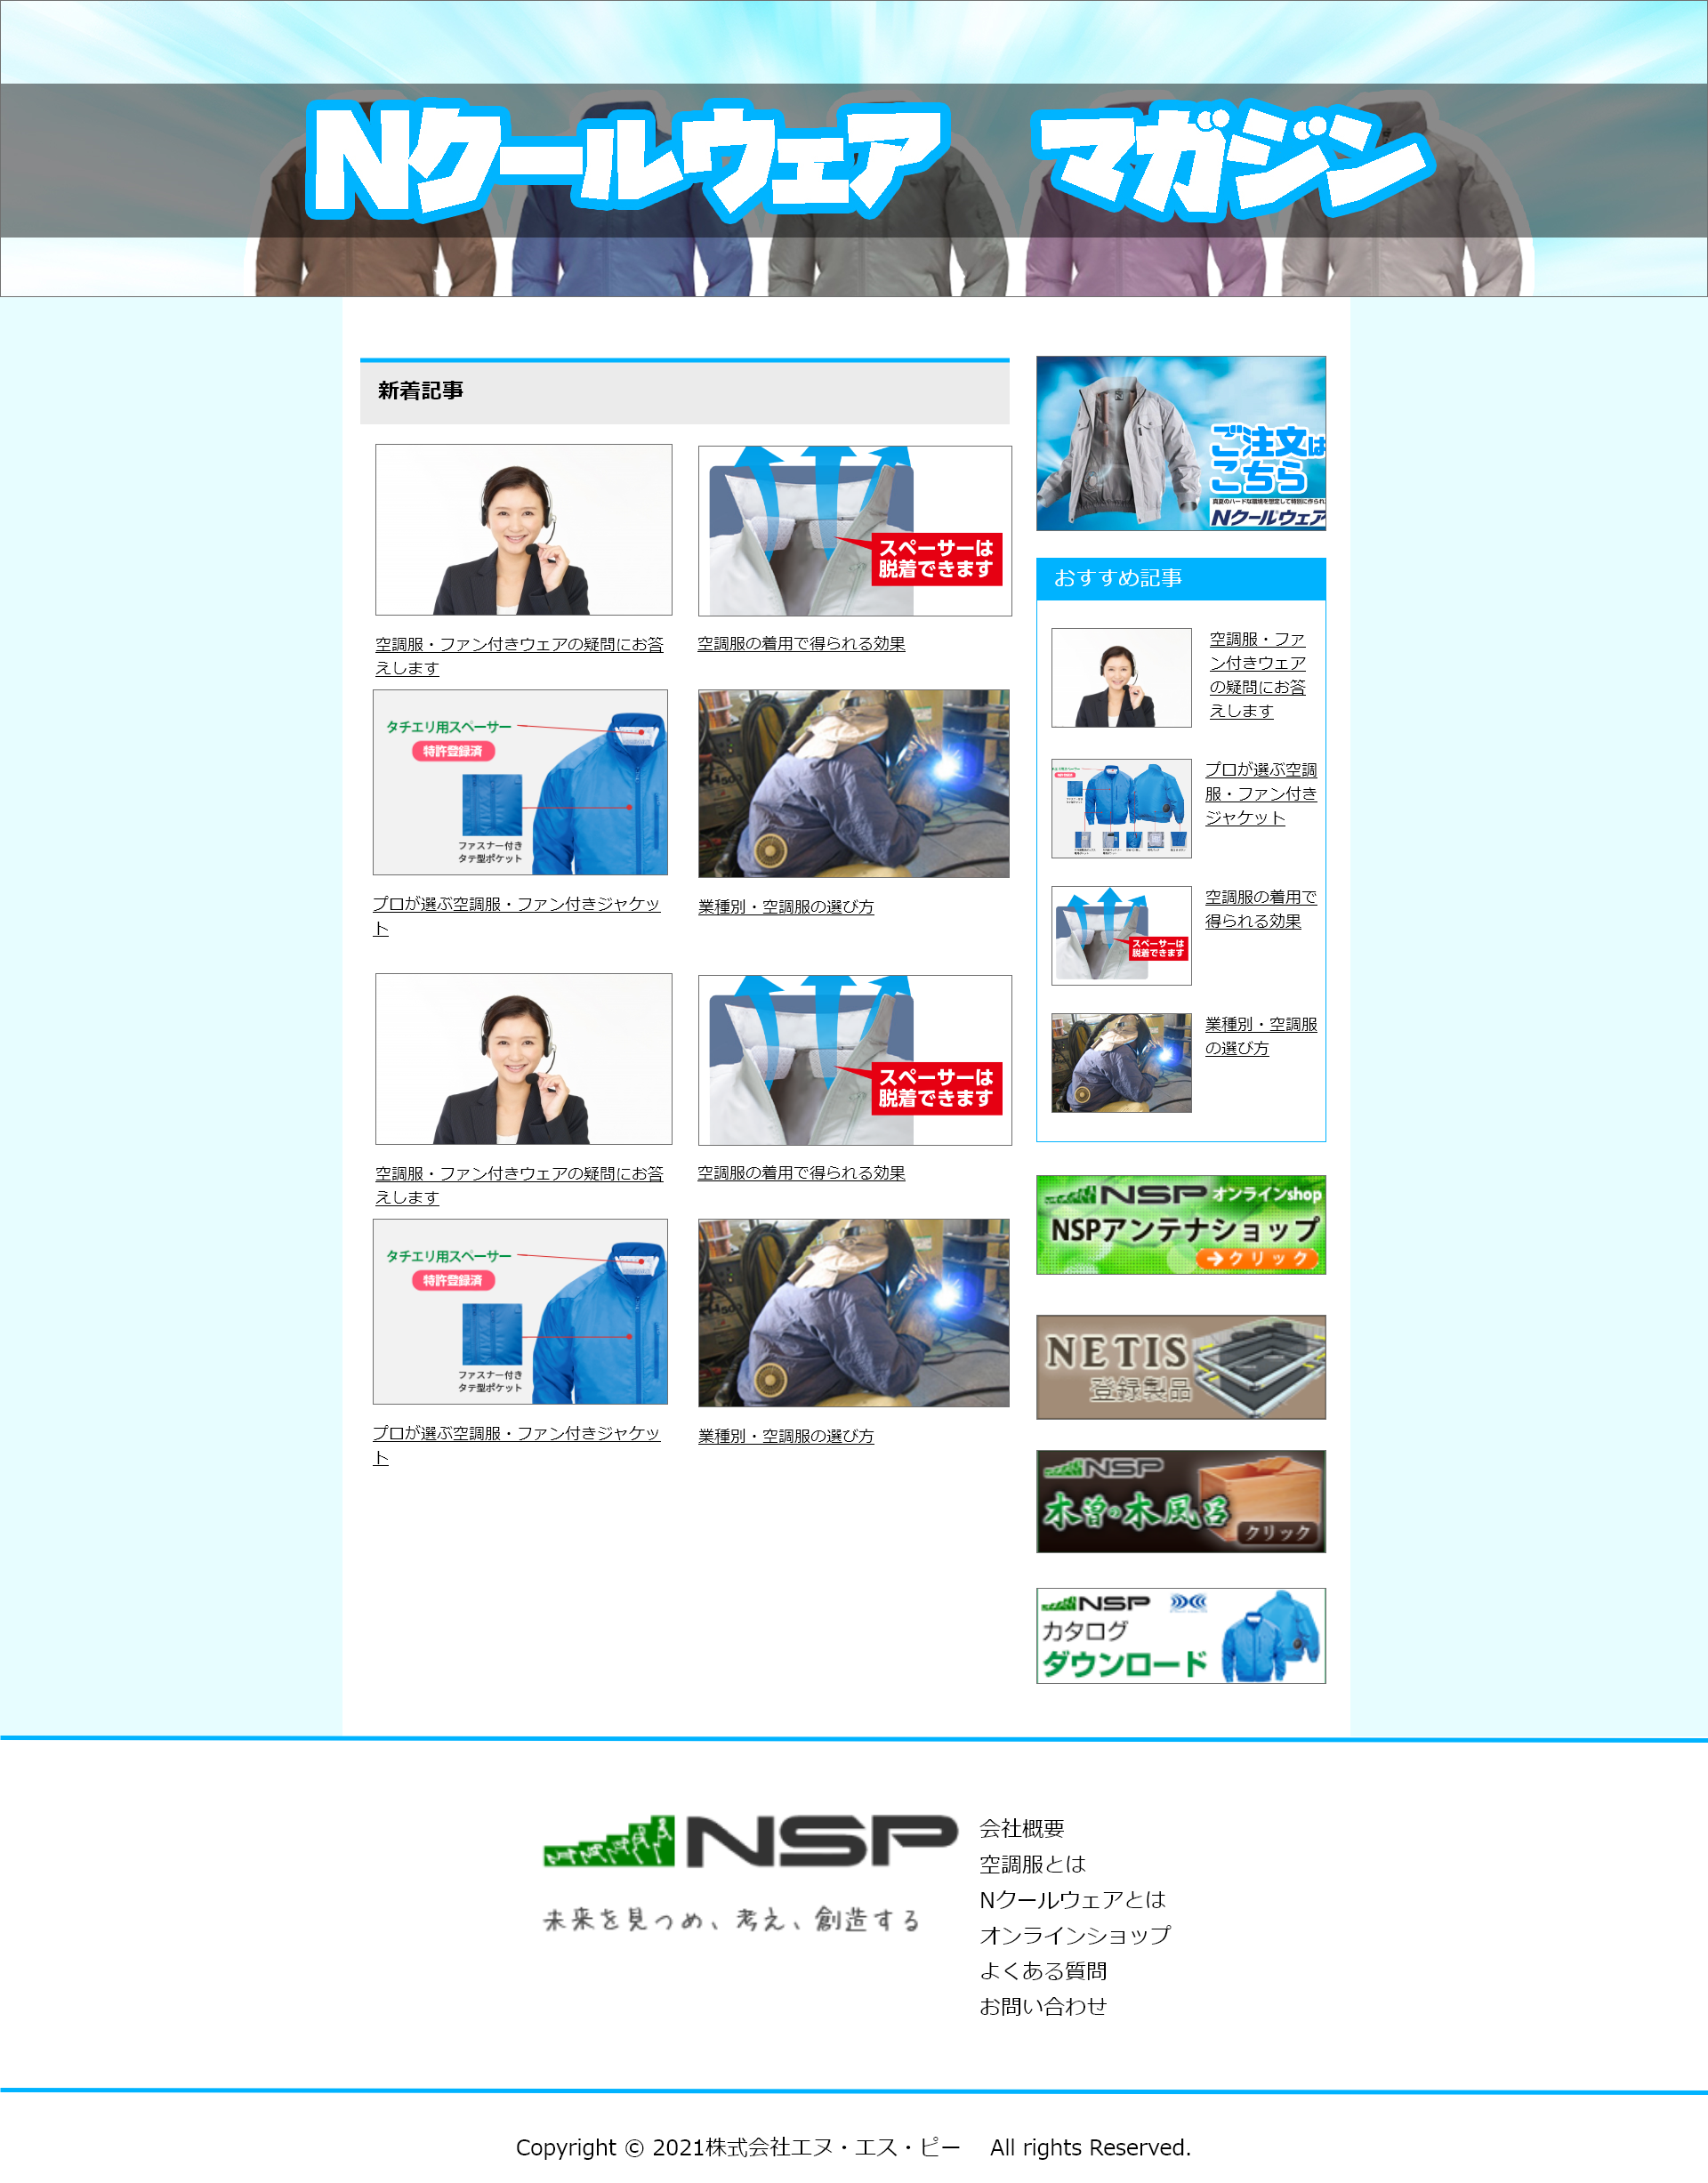 Nクールウェア　マガジン
新着記事
ご注文は
こちら
真夏のハードな職場を想定して特別に作られ
Nクールウェア
スペーサーは
脱着できます
空調服・ファン付きウェアの疑問にお答
えします
空調服の着用で得られる効果
タチエリ用スペーサー
特許登録済
ファスナー付き
タテ型ポケット
プロが選ぶ空調服・ファン付きジャケッ
ト
業種別・空調服の選び方
スペーサーは
脱着できます
空調服・ファン付きウェアの疑問にお答
えします
空調服の着用で得られる効果
タチエリ用スペーサー
特許登録済
ファスナー付き
タテ型ポケット
プロが選ぶ空調服・ファン付きジャケッ
ト
業種別・空調服の選び方
おすすめ記事
空調服・ファ
ン付きウェア
の疑問にお答
えします
プロが選ぶ空調
服・ファン付き
ジャケット
スペーサーは
脱着できます
空調服の着用で
得られる効果
業種別・空調服
の選び方
NSP オンラインshop
NSPアンテナショップ
クリック
NETIS
登録製品
NSP
木曽の木風呂
クリック
NSP
カタログ
ダウンロード
NSP
未来を見つめ、考え、創造する
会社概要
空調服とは
Nクールウェアとは
オンラインショップ
よくある質問
お問い合わせ
Copyright © 2021株式会社エヌ・エス・ピー　All rights Reserved.